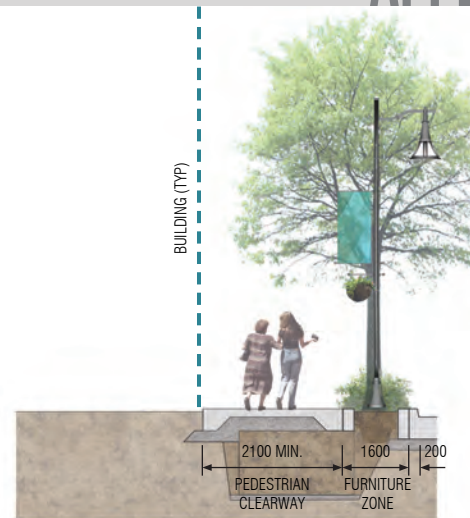 BUILDING (TYP)
2100 MIN.
1600
200
PEDESTRIAN
CLEARWAY
FURNITURE
ZONE